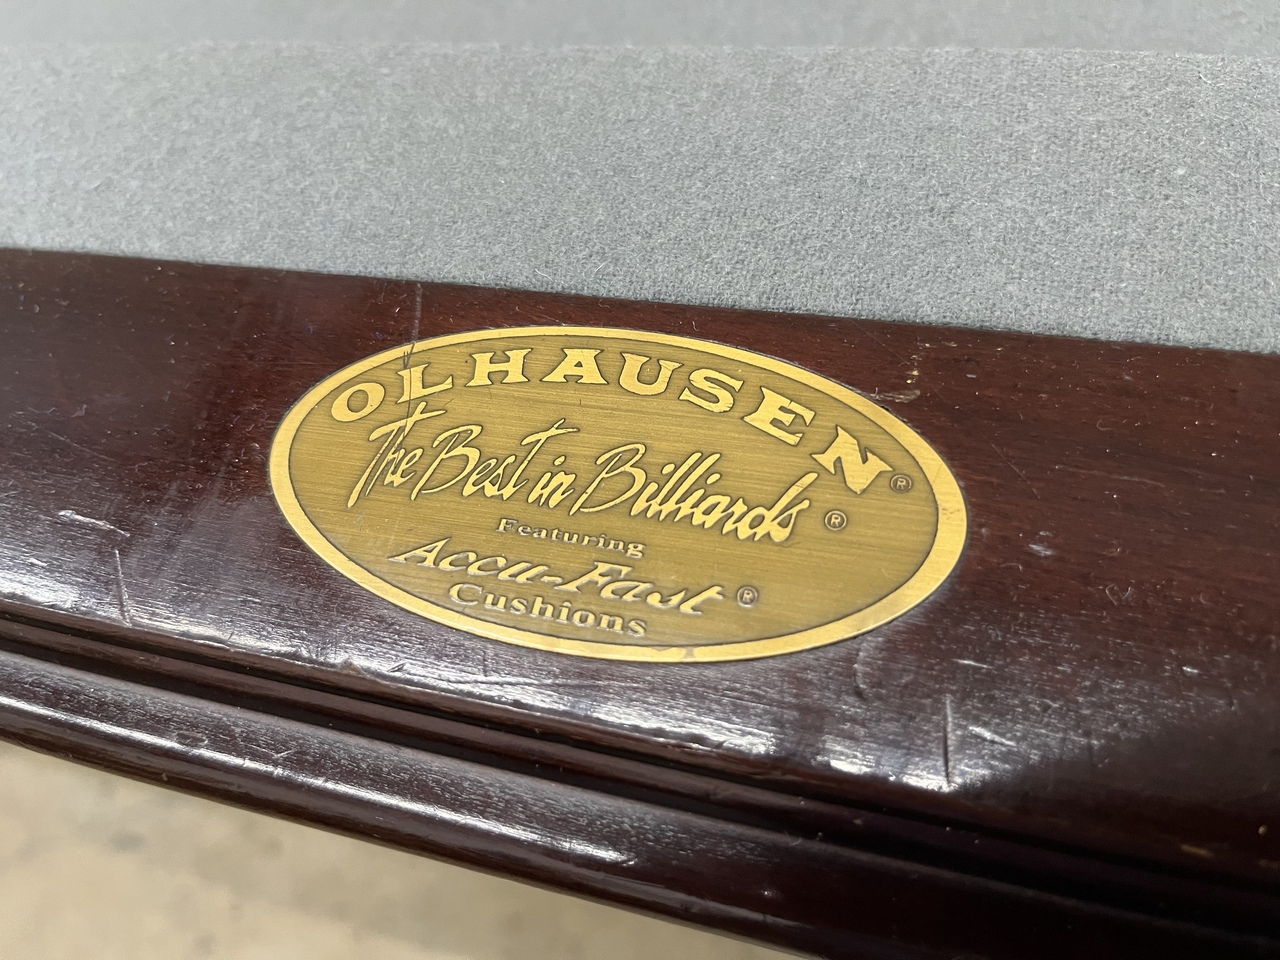 OLHAUSEN®
The Best in Billiards®
Featuring
Accu-Fast®
Cushions